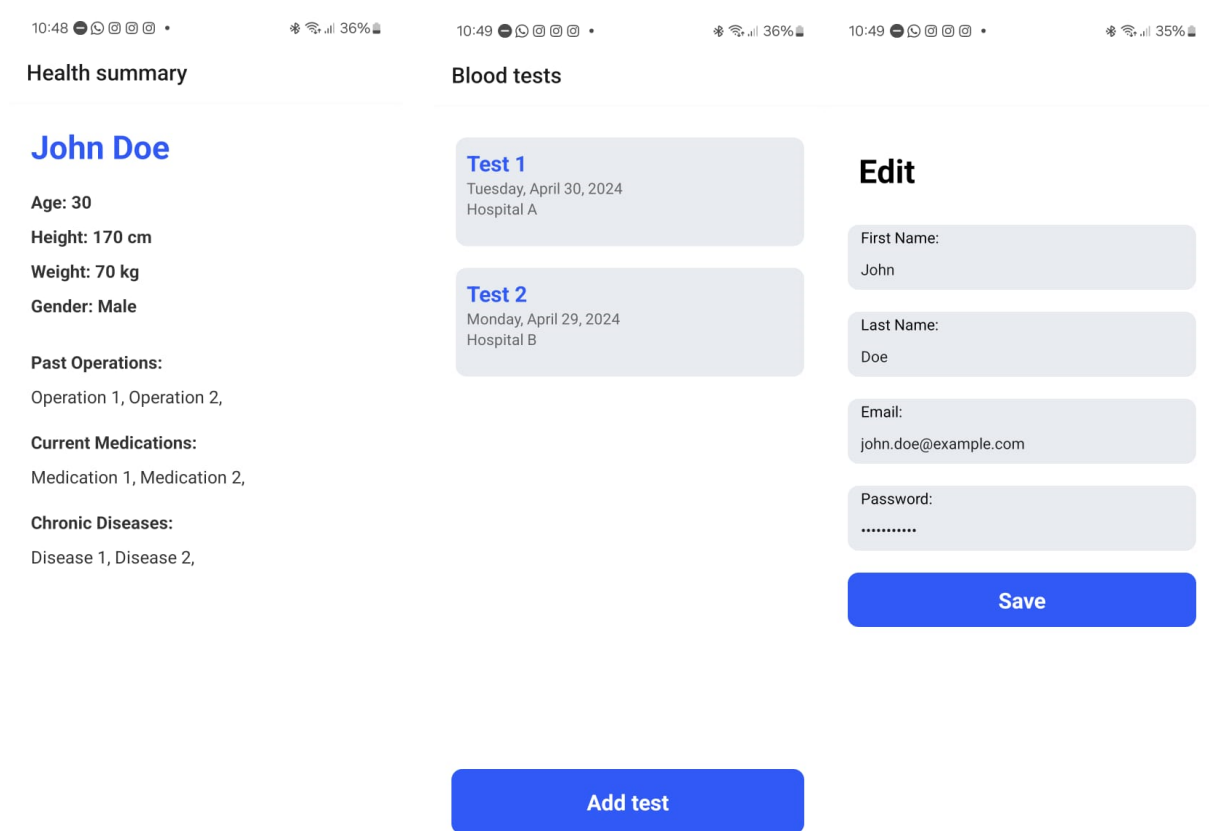 10:48
36%
Health summary
John Doe
Age: 30
Height: 170 cm
Weight: 70 kg
Gender: Male
Past Operations:
Operation 1, Operation 2,
Current Medications:
Medication 1, Medication 2,
Chronic Diseases:
Disease 1, Disease 2,
10:49
36%
Blood tests
Test 1
Tuesday, April 30, 2024
Hospital A
Test 2
Monday, April 29, 2024
Hospital B
Add test
10:49
35%
Edit
First Name:
John
Last Name:
Doe
Email:
john.doe@example.com
Password:
•••••••••••
Save